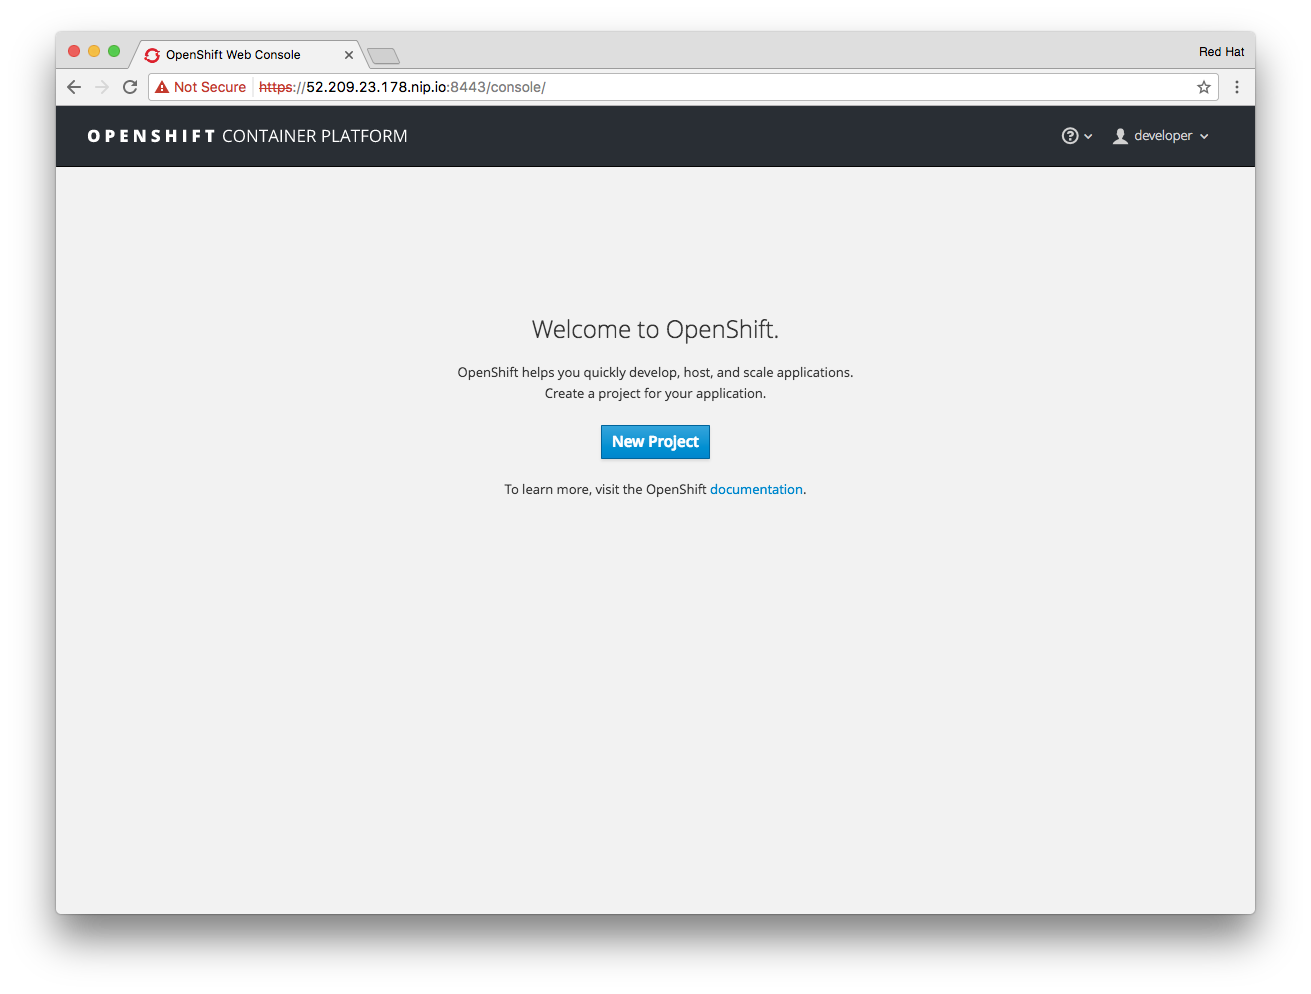 OpenShift Web Console
Red Hat
Not Secure https://52.209.23.178.nip.io:8443/console/
OPENSHIFT CONTAINER PLATFORM
developer
Welcome to OpenShift.
OpenShift helps you quickly develop, host, and scale applications.
Create a project for your application.
New Project
To learn more, visit the OpenShift documentation.